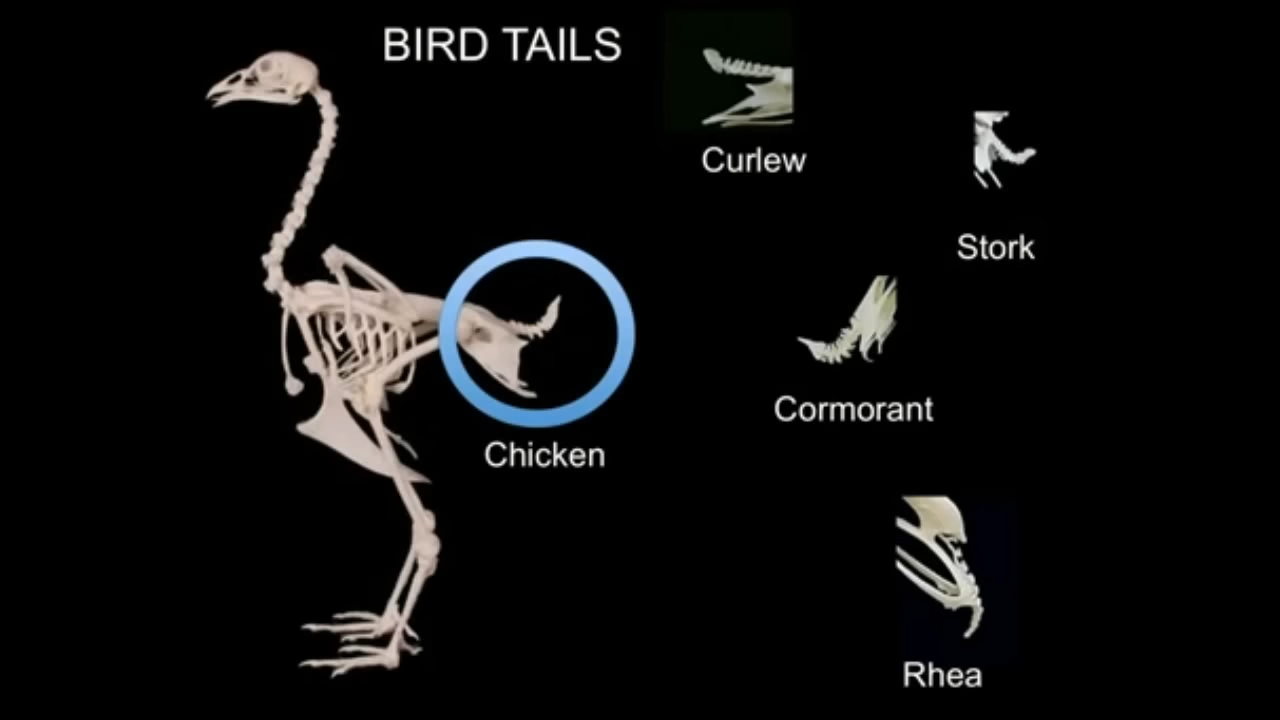 BIRD TAILS
Curlew
Stork
Cormorant
Chicken
Rhea